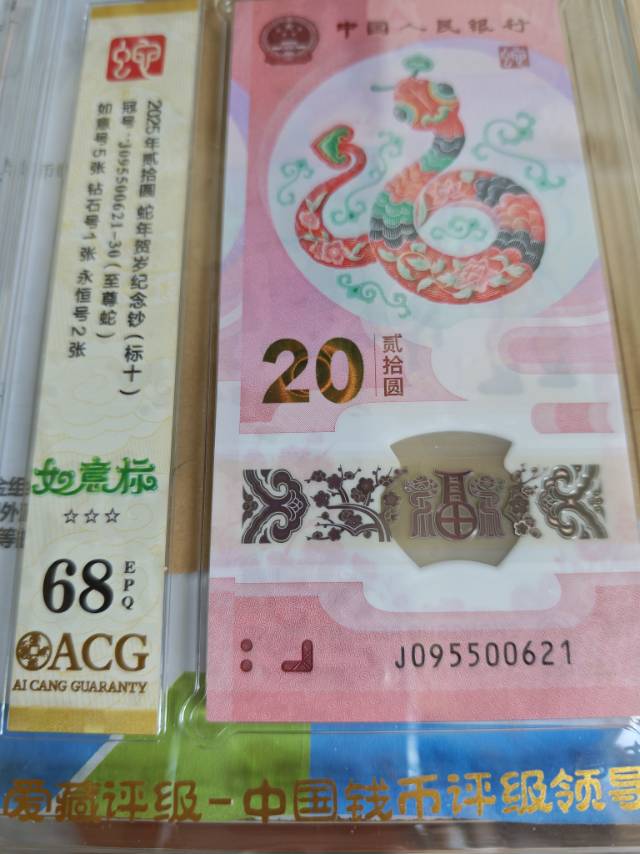 蛇
2025年贰拾圆 蛇年贺岁纪念钞(标十)
冠号:J095500621-30(至尊蛇)
如意号5张 钻石号1张 永恒号2张
如意标
☆☆☆
68 EPQ
ACG
AI CANG GUARANTY
中国人民银行
蛇
20 贰拾圆
福
J095500621
爱藏评级-中国钱币评级领导